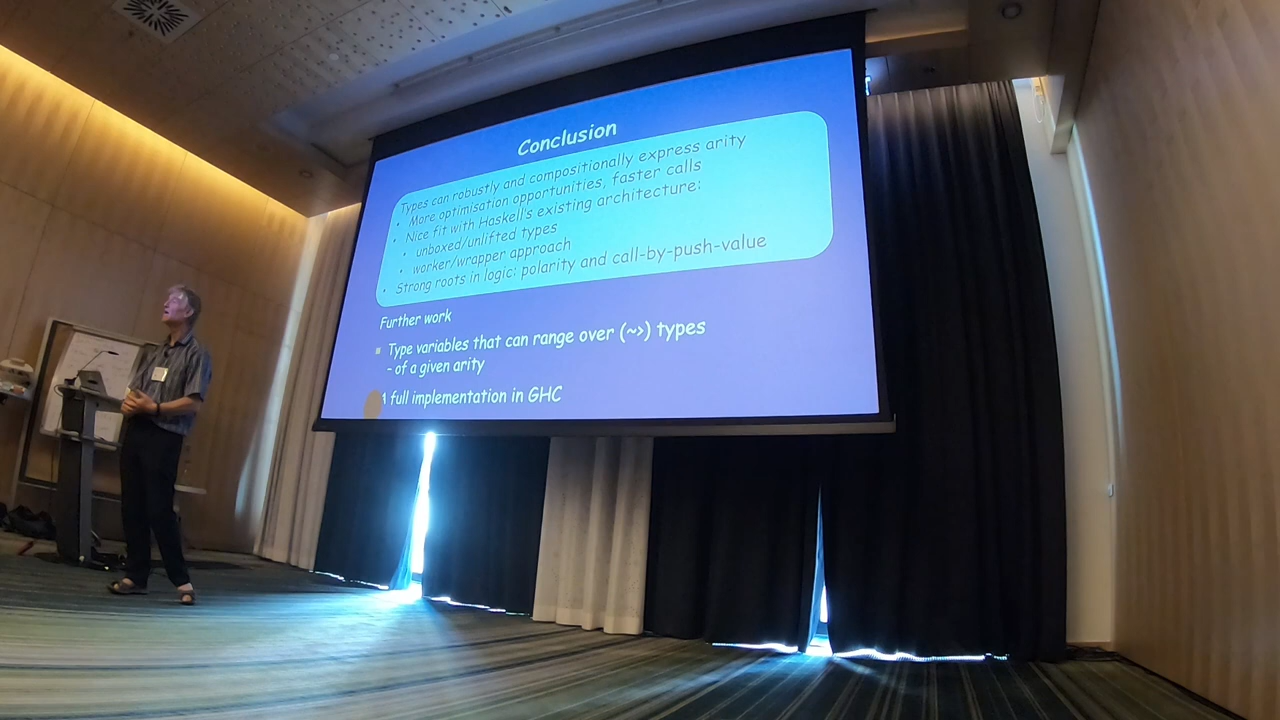 Conclusion
Types can robustly and compositionally express arity
• More optimisation opportunities, faster calls
• Nice fit with Haskell's existing architecture:
• unboxed/unlifted types
• worker/wrapper approach
• Strong roots in logic: polarity and call-by-push-value
Further work
Type variables that can range over (~>) types
- of a given arity
A full implementation in GHC